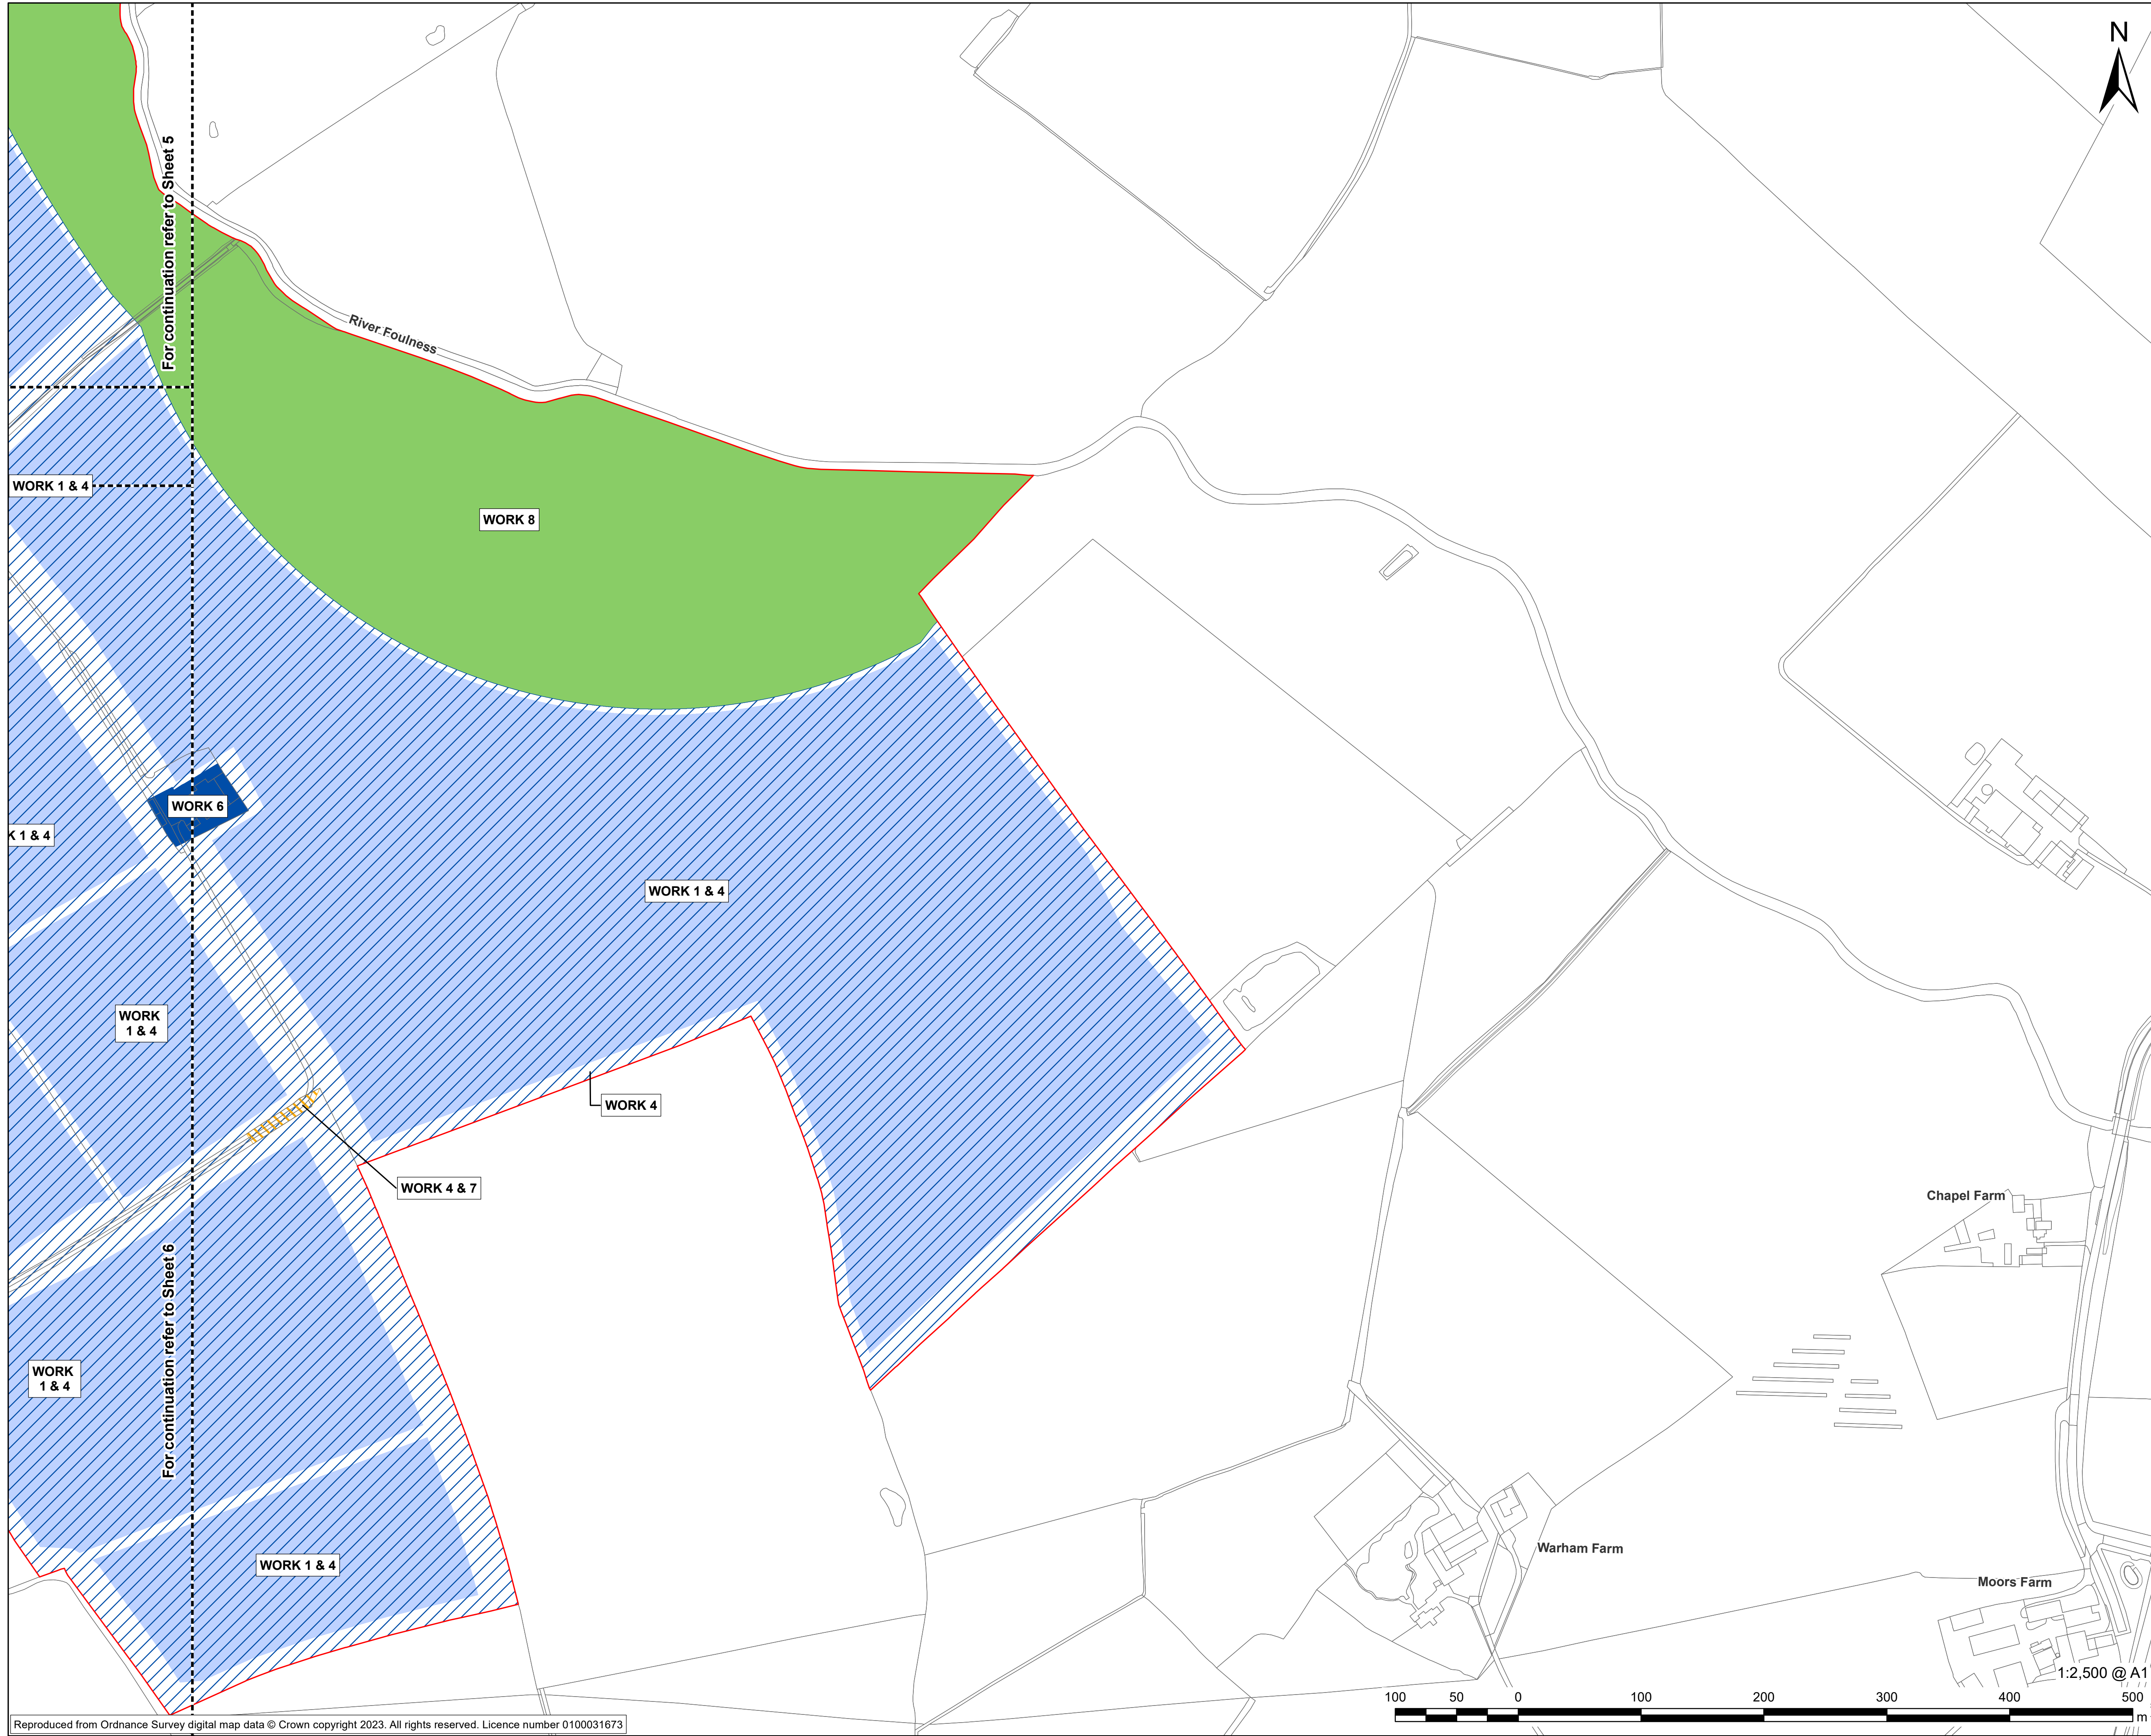 N
For continuation refer to Sheet 5
River Foulness
WORK 1 & 4
WORK 8
WORK 6
K 1 & 4
WORK 1 & 4
WORK
1 & 4
WORK 4
WORK 4 & 7
Chapel Farm
For continuation refer to Sheet 6
WORK
1 & 4
Warham Farm
WORK 1 & 4
Moors Farm
1:2,500 @ A1
100 50 0 100 200 300 400 500
m
Reproduced from Ordnance Survey digital map data © Crown copyright 2023. All rights reserved. Licence number 0100031673